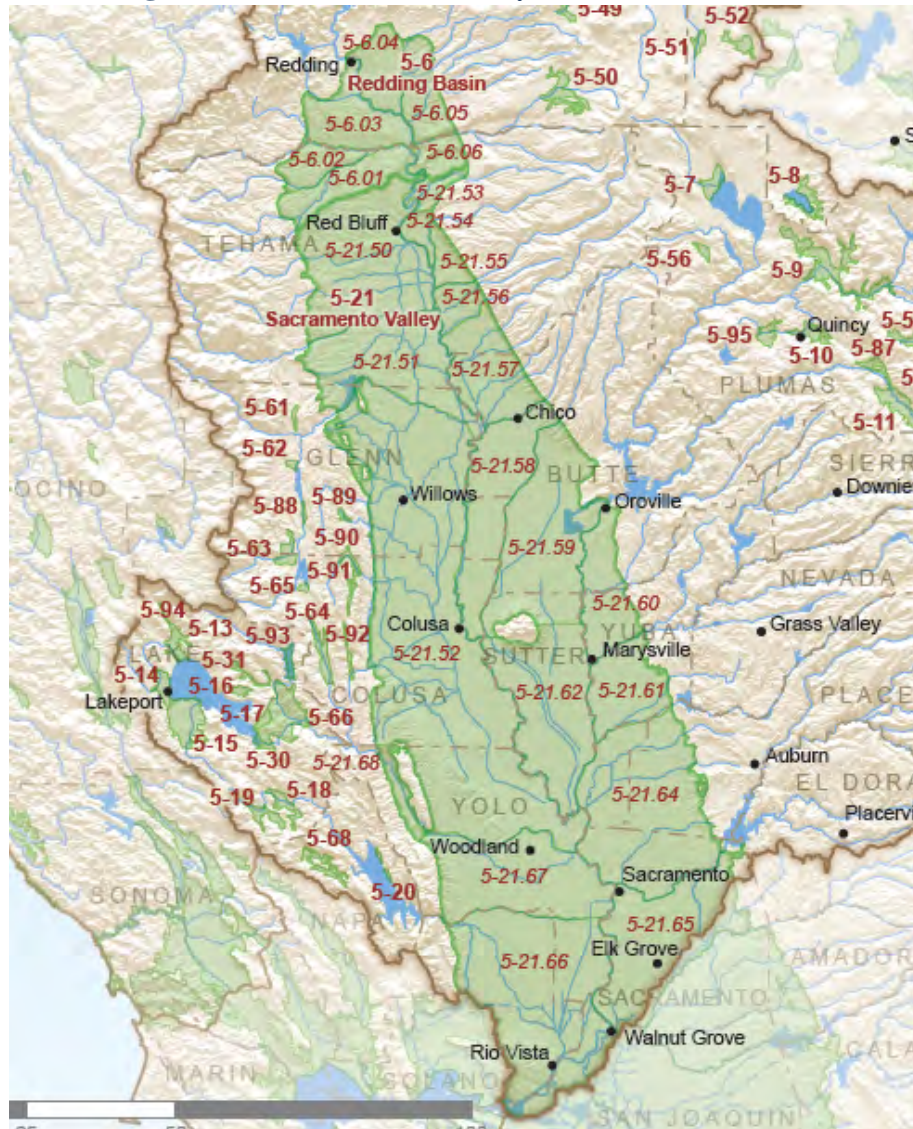 5-49
5-52
5-6.04
5-51
Redding
5-6
5-50
Redding Basin
5-6.03
5-6.05
5-6.02
5-6.06
5-6.01
5-7
5-8
5-21.53
Red Bluff
5-21.54
TEHAMA
5-21.50
5-21.55
5-56
5-9
5-21
5-21.56
Sacramento Valley
5-95
Quincy
5-10
5-87
5-21.51
5-21.57
PLUMAS
5-61
Chico
5-11
5-62
GLENN
5-21.58
BUTTE
SIERR
OCINO
5-89
Willows
Downie
5-88
Oroville
5-90
5-63
5-91
5-21.59
5-65
NEVADA
5-94
5-64
5-21.60
5-13
5-93
5-92
Colusa
YUBA
Grass Valley
LAKE
5-31
5-21.52
SUTTER
Marysville
5-14
5-16
Lakeport
COLUSA
5-21.62
5-21.61
PLACE
5-17
5-66
5-15
5-30
5-21.68
Auburn
5-19
5-18
YOLO
5-21.64
EL DORA
5-68
Woodland
Placervi
5-21.67
5-20
Sacramento
SONOMA
NAPA
5-21.65
5-21.66
Elk Grove
AMADOR
SACRAMENTO
Walnut Grove
Rio Vista
CALA
MARIN
SOLANO
SAN JOAQUIN